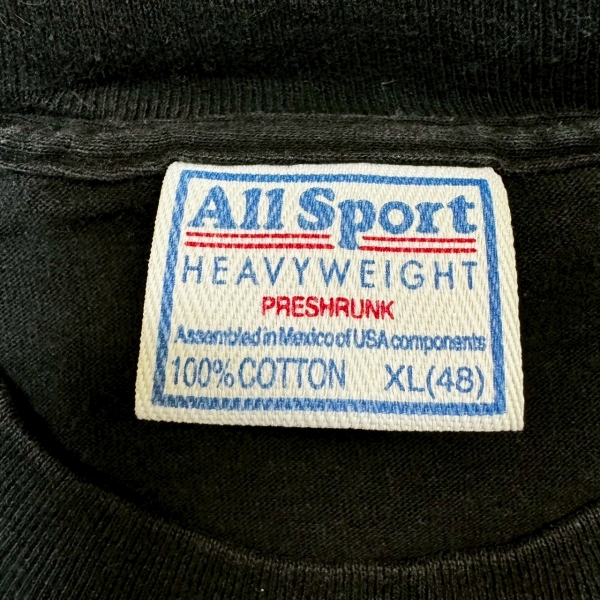 All Sport
HEAVYWEIGHT
PRESHRUNK
Assembled in Mexico of USA components
100% COTTON XL(48)